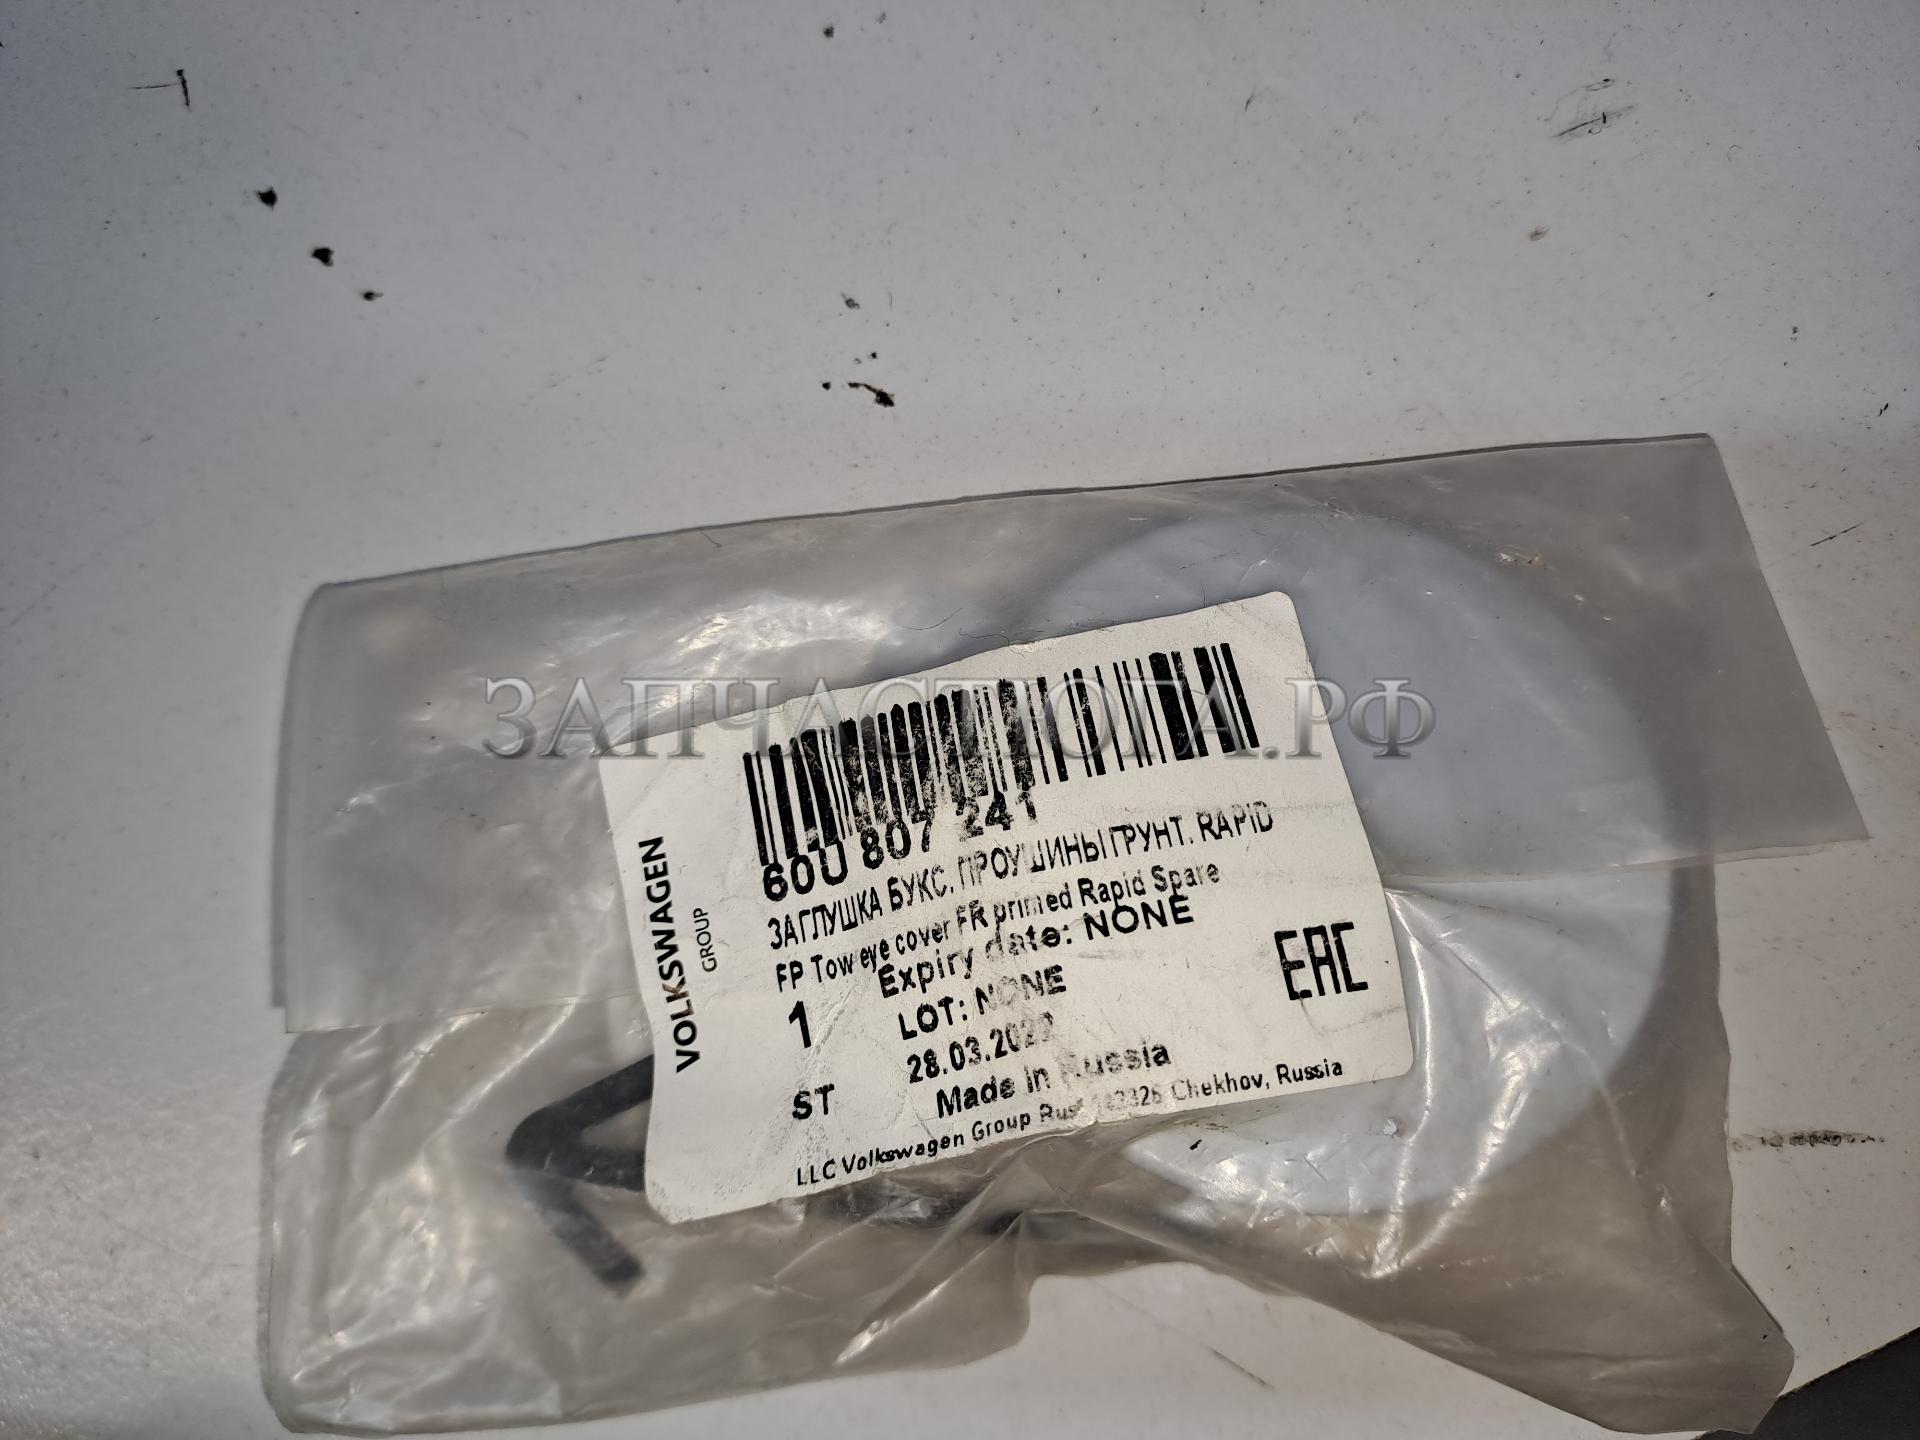 ЗАПЧАСТЮГА.РФ
VOLKSWAGEN
GROUP
60U 807 241
ЗАГЛУШКА БУКС. ПРОУШИНЫ ГРУНТ. RAPID
FP Tow eye cover FR primed Rapid Spare
Expiry date: NONE
1
LOT: NONE
EAC
28.03.2022
ST
Made in Russia
LLC Volkswagen Group Rus, Chekhov, Russia